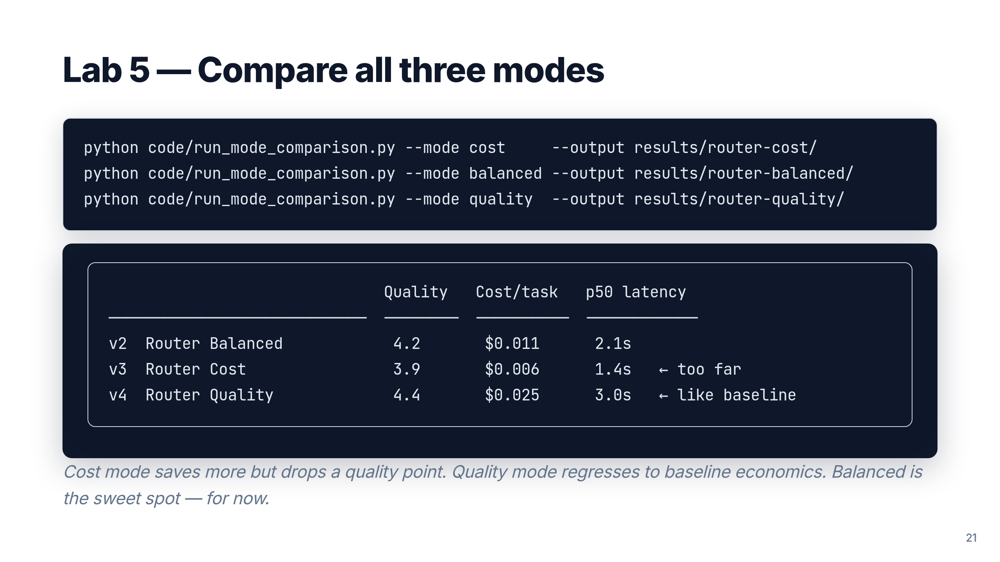 Lab 5 — Compare all three modes
python code/run_mode_comparison.py --mode cost     --output results/router-cost/
python code/run_mode_comparison.py --mode balanced --output results/router-balanced/
python code/run_mode_comparison.py --mode quality  --output results/router-quality/
Quality   Cost/task   p50 latency
v2  Router Balanced            4.2       $0.011      2.1s
v3  Router Cost                3.9       $0.006      1.4s   ← too far
v4  Router Quality             4.4       $0.025      3.0s   ← like baseline
Cost mode saves more but drops a quality point. Quality mode regresses to baseline economics. Balanced is
the sweet spot — for now.
21